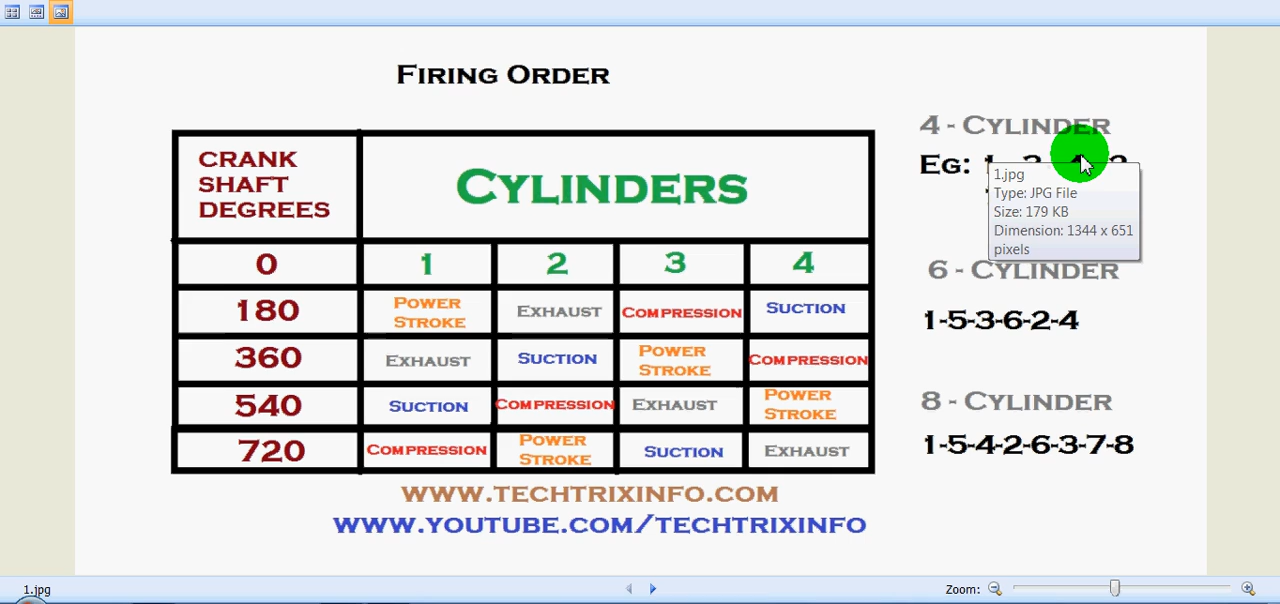 FIRING ORDER
CRANK
SHAFT
DEGREES
CYLINDERS
0 1 2 3 4
180 POWER STROKE EXHAUST COMPRESSION SUCTION
360 EXHAUST SUCTION POWER STROKE COMPRESSION
540 SUCTION COMPRESSION EXHAUST POWER STROKE
720 COMPRESSION POWER STROKE SUCTION EXHAUST
WWW.TECHTRIXINFO.COM
WWW.YOUTUBE.COM/TECHTRIXINFO
4 - CYLINDER
EG:
1.jpg
Type: JPG File
Size: 179 KB
Dimension: 1344 x 651
pixels
6 - CYLINDER
1-5-3-6-2-4
8 - CYLINDER
1-5-4-2-6-3-7-8
1.jpg
Zoom: